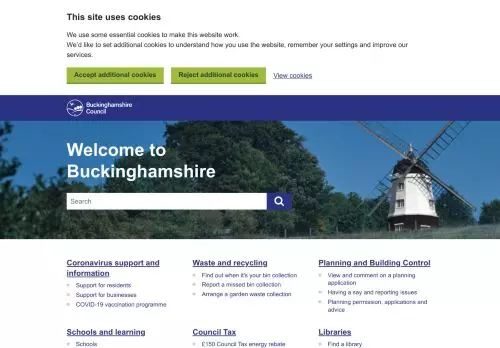 This site uses cookies
We use some essential cookies to make this website work.
We'd like to set additional cookies to understand how you use the website, remember your settings and improve our
services.
Accept additional cookies
Reject additional cookies
View cookies
Buckinghamshire
Council
Welcome to
Buckinghamshire
Search
Coronavirus support and
information
Support for residents
Support for businesses
COVID-19 vaccination programme
Waste and recycling
Find out when it's your bin collection
Report a missed bin collection
Arrange a garden waste collection
Planning and Building Control
View and comment on a planning
application
Having a say and reporting issues
Planning permission, applications and
advice
Schools and learning
Schools
Council Tax
£150 Council Tax energy rebate
Libraries
Find a library